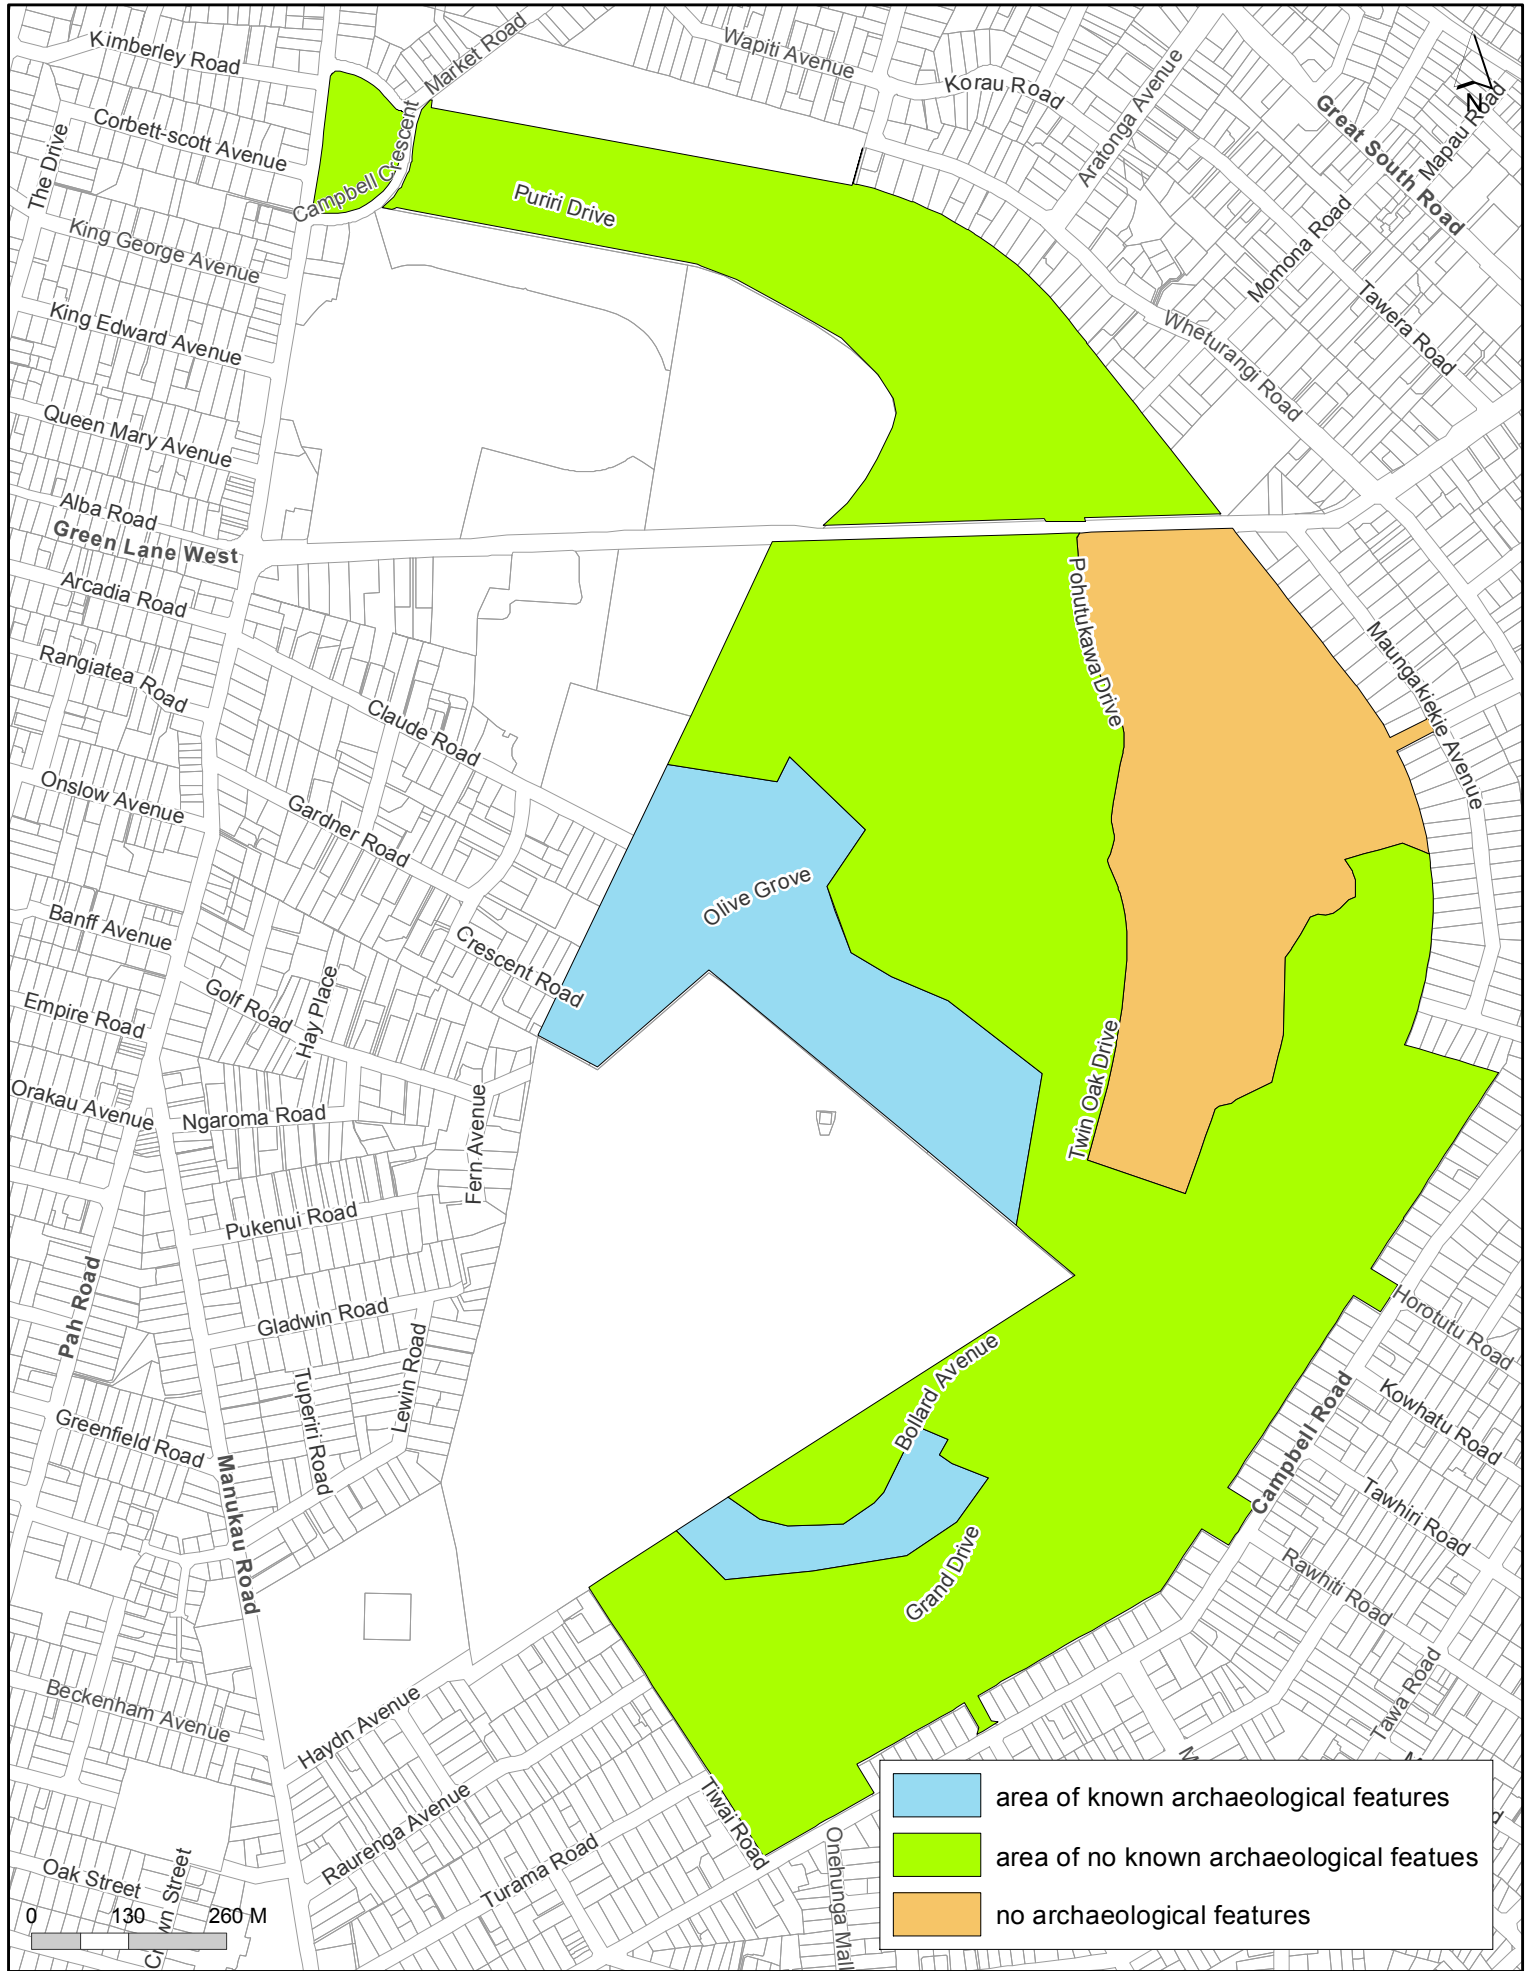 Kimberley Road
Market Road
Wapiti Avenue
Korau Road
Aratonga Avenue
Great South Road
Mapau Road
N
The Drive
Corbett-scott Avenue
Campbell Crescent
Puriri Drive
King George Avenue
Momona Road
Tawera Road
King Edward Avenue
Wheturangi Road
Queen Mary Avenue
Alba Road
Green Lane West
Arcadia Road
Pohutukawa Drive
Rangiatea Road
Claude Road
Maungakiekie Avenue
Onslow Avenue
Gardner Road
Olive Grove
Banff Avenue
Crescent Road
Golf Road
Hay Place
Empire Road
Orakau Avenue
Ngaroma Road
Fern Avenue
Twin Oak Drive
Pukenui Road
Pah Road
Gladwin Road
Horotutu Road
Lewin Road
Tuperiri Road
Bollard Avenue
Campbell Road
Kowhatu Road
Greenfield Road
Manukau Road
Tawhiri Road
Grand Drive
Rawhiti Road
Beckenham Avenue
Haydn Avenue
Tawa Road
Raurenga Avenue
Tiwai Road
Turama Road
Onehunga Mall
Oak Street
0 130 260 M
area of known archaeological features
area of no known archaeological featues
no archaeological features